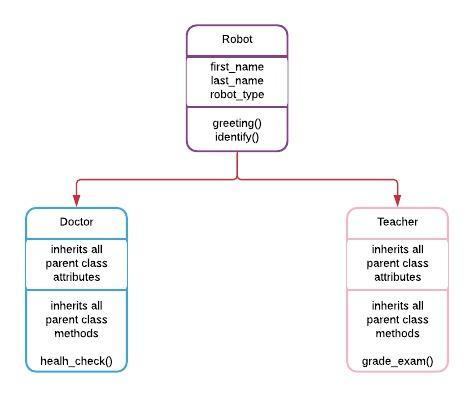 Robot
first_name
last_name
robot_type
greeting()
identify()
Doctor
inherits all
parent class
attributes
inherits all
parent class
methods
healh_check()
Teacher
inherits all
parent class
attributes
inherits all
parent class
methods
grade_exam()